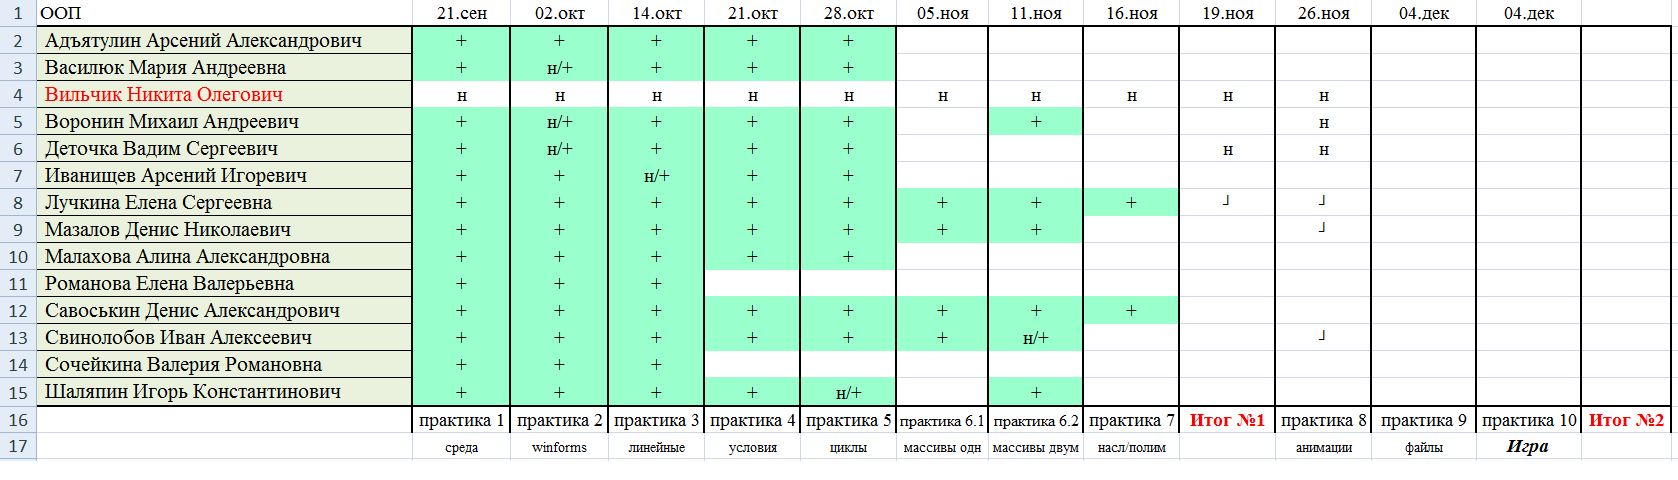 1 ООП 21.сен 02.окт 14.окт 21.окт 28.окт 05.ноя 11.ноя 16.ноя 19.ноя 26.ноя 04.дек 04.дек
2 Адъятулин Арсений Александрович + + + + +
3 Василюк Мария Андреевна + н/+ + + +
4 Вильчик Никита Олегович н н н н н н н н н н
5 Воронин Михаил Андреевич + н/+ + + + + н
6 Деточка Вадим Сергеевич + н/+ + + + н н
7 Иванищев Арсений Игоревич + + н/+ + +
8 Лучкина Елена Сергеевна + + + + + + + + ┘ ┘
9 Мазалов Денис Николаевич + + + + + + + ┘
10 Малахова Алина Александровна + + + + +
11 Романова Елена Валерьевна + + +
12 Савоськин Денис Александрович + + + + + + + +
13 Свинолобов Иван Алексеевич + + + + + + н/+ ┘
14 Сочейкина Валерия Романовна + + +
15 Шаляпин Игорь Константинович + + + + н/+ +
16 практика 1 практика 2 практика 3 практика 4 практика 5 практика 6.1 практика 6.2 практика 7 Итог №1 практика 8 практика 9 практика 10 Итог №2
17 среда winforms линейные условия циклы массивы одн массивы двум насл/полим анимации файлы Игра